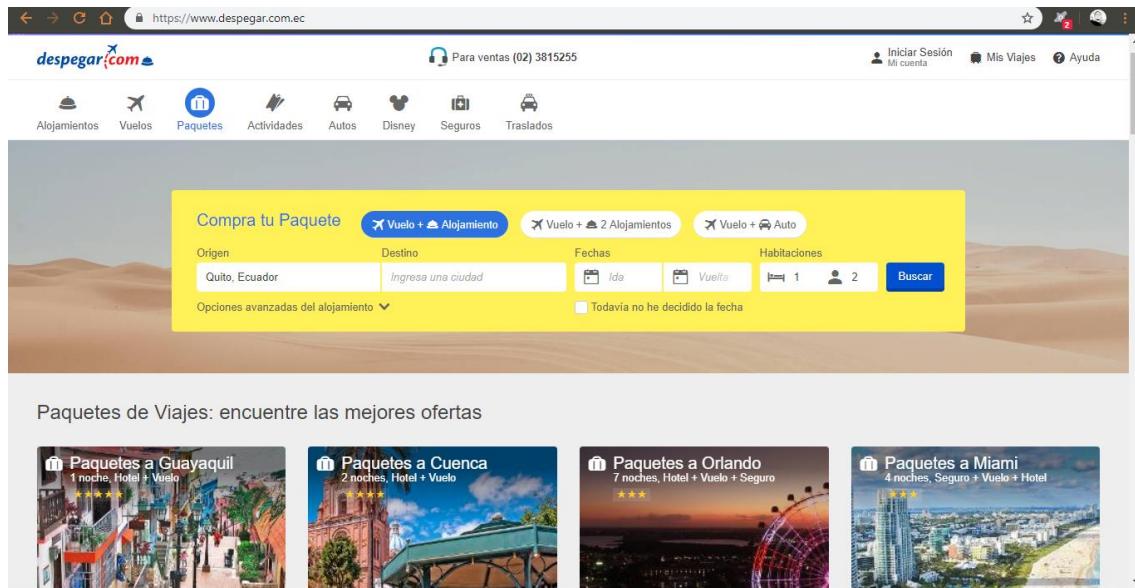 https://www.despegar.com.ec
2
despegar.com
Para ventas (02) 3815255
Iniciar Sesión
Mi cuenta
Mis Viajes
Ayuda
Alojamientos
Vuelos
Paquetes
Actividades
Autos
Disney
Seguros
Traslados
Compra tu Paquete
Vuelo + Alojamiento
Vuelo + 2 Alojamientos
Vuelo + Auto
Origen
Destino
Fechas
Habitaciones
Quito, Ecuador
Ingresa una ciudad
Ida
Vuelta
1
2
Buscar
Opciones avanzadas del alojamiento
Todavía no he decidido la fecha
Paquetes de Viajes: encuentre las mejores ofertas
Paquetes a Guayaquil
1 noche, Hotel + Vuelo
Paquetes a Cuenca
2 noches, Hotel + Vuelo
Paquetes a Orlando
7 noches, Hotel + Vuelo + Seguro
Paquetes a Miami
4 noches, Seguro + Vuelo + Hotel